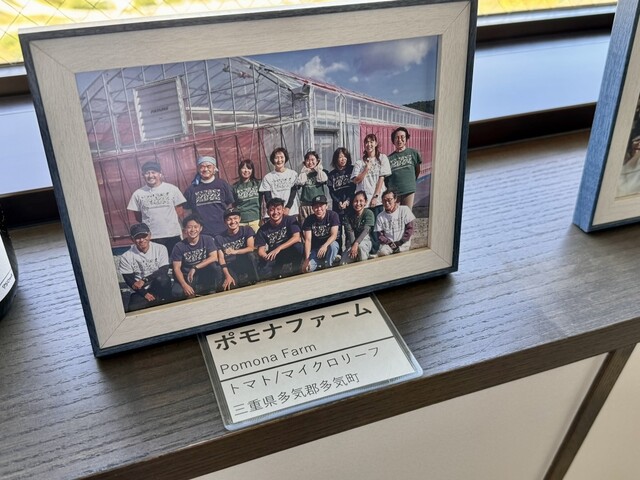 ポモナファーム
Pomona Farm
トマト/マイクロリーフ
三重県多気郡多気町